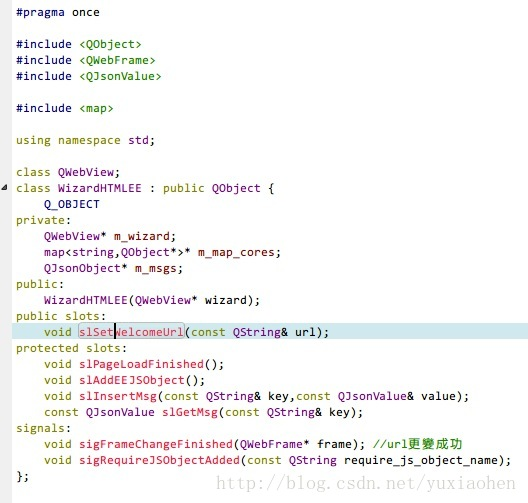 #pragma once
#include <QObject>
#include <QWebFrame>
#include <QJsonValue>
#include <map>
using namespace std;
class QWebView;
class WizardHTMLEE : public QObject {
Q_OBJECT
private:
QWebView* m_wizard;
map<string,QObject*>* m_map_cores;
QJsonObject* m_msgs;
public:
WizardHTMLEE(QWebView* wizard);
public slots:
void slSetWelcomeUrl(const QString& url);
protected slots:
void slPageLoadFinished();
void slAddEEJSObject();
void slInsertMsg(const QString& key,const QJsonValue& value);
const QJsonValue slGetMsg(const QString& key);
signals:
void sigFrameChangeFinished(QWebFrame* frame); //url更變成功
void sigRequireJSObjectAdded(const QString require_js_object_name);
};
http://blog.csdn.net/yuxiaohen